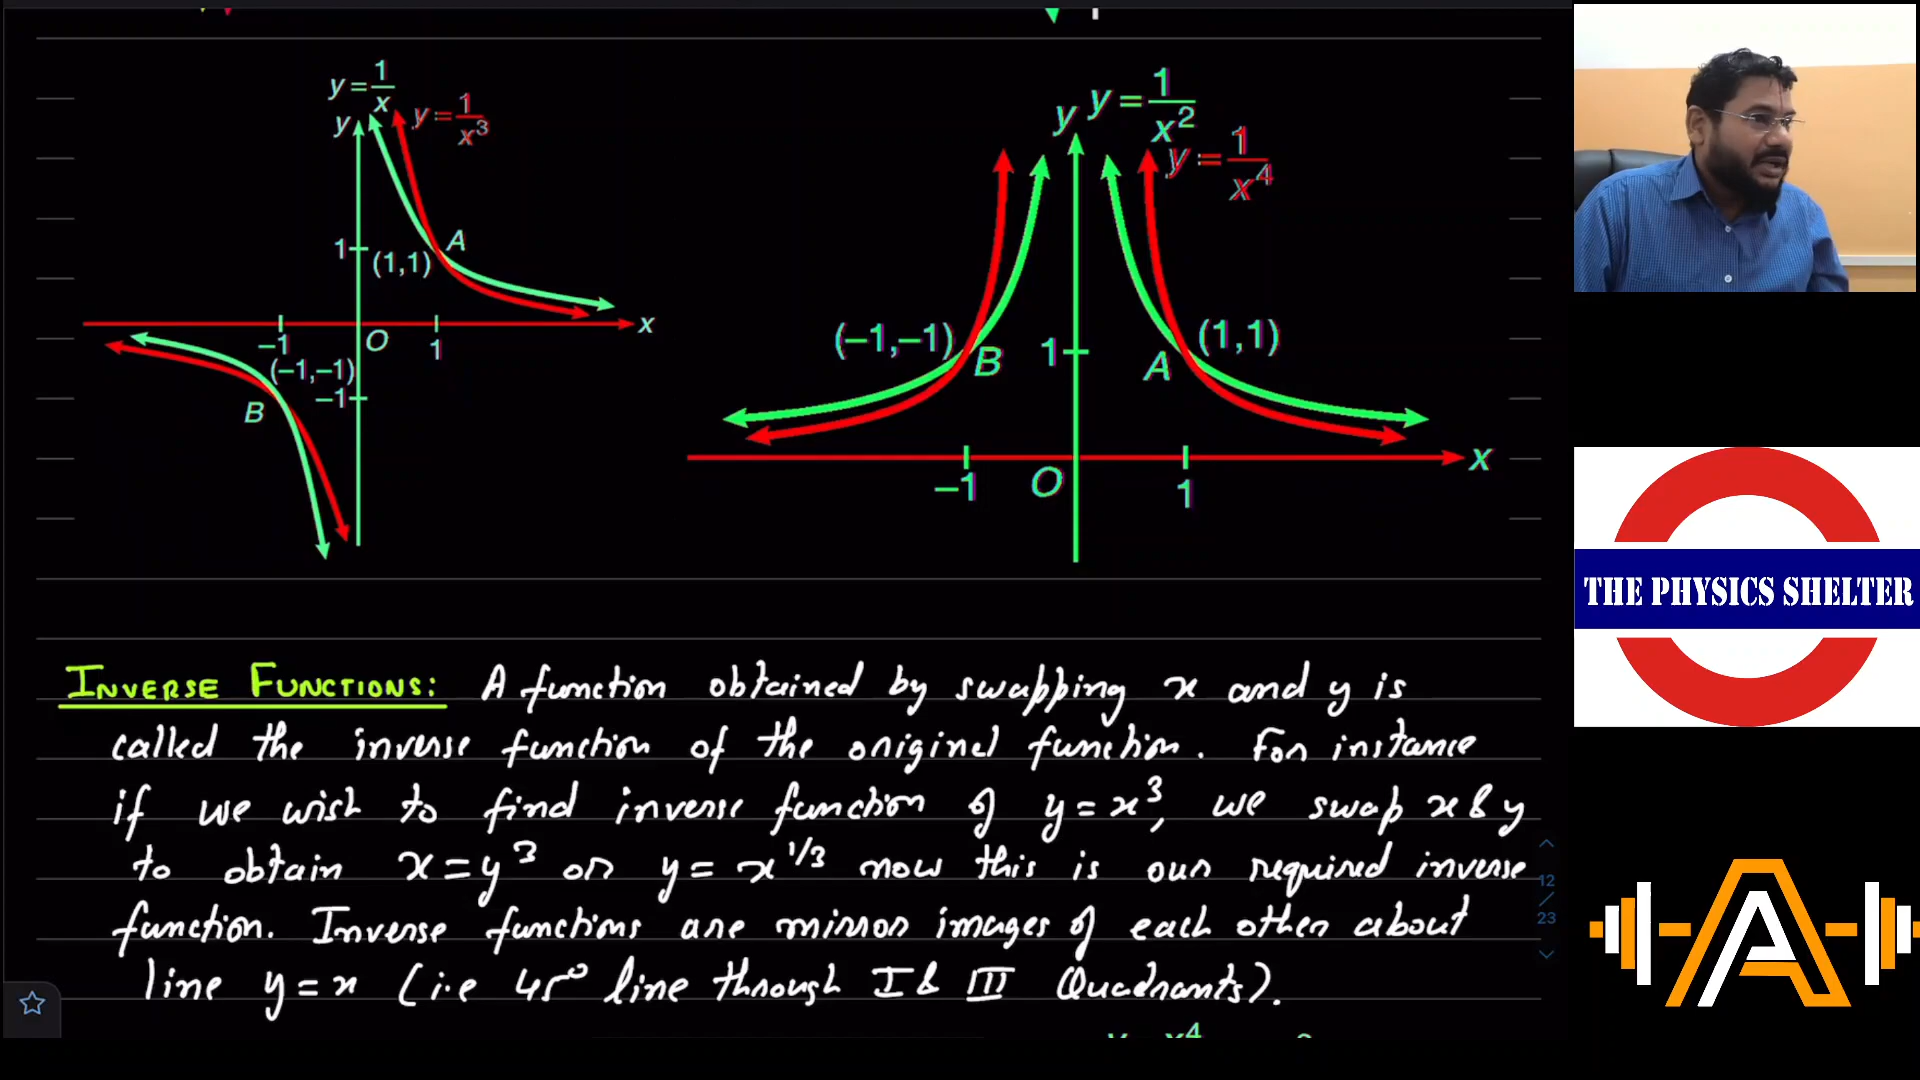 y = 1/x
y = 1/x³
y
1
A
(1,1)
x
−1
O
1
(−1,−1)
−1
B
y
y = 1/x²
y = 1/x⁴
(−1,−1)
B
1
A
(1,1)
x
−1
O
1
THE PHYSICS SHELTER
INVERSE FUNCTIONS: A function obtained by swapping x and y is
called the inverse function of the original function. For instance
if we wish to find inverse function of y = x³, we swap x & y
to obtain x = y³ or y = x^1/3 now this is our required inverse
function. Inverse functions are mirror images of each other about
line y = x (i.e 45° line through I & III Quadrants).
12
/
23
A